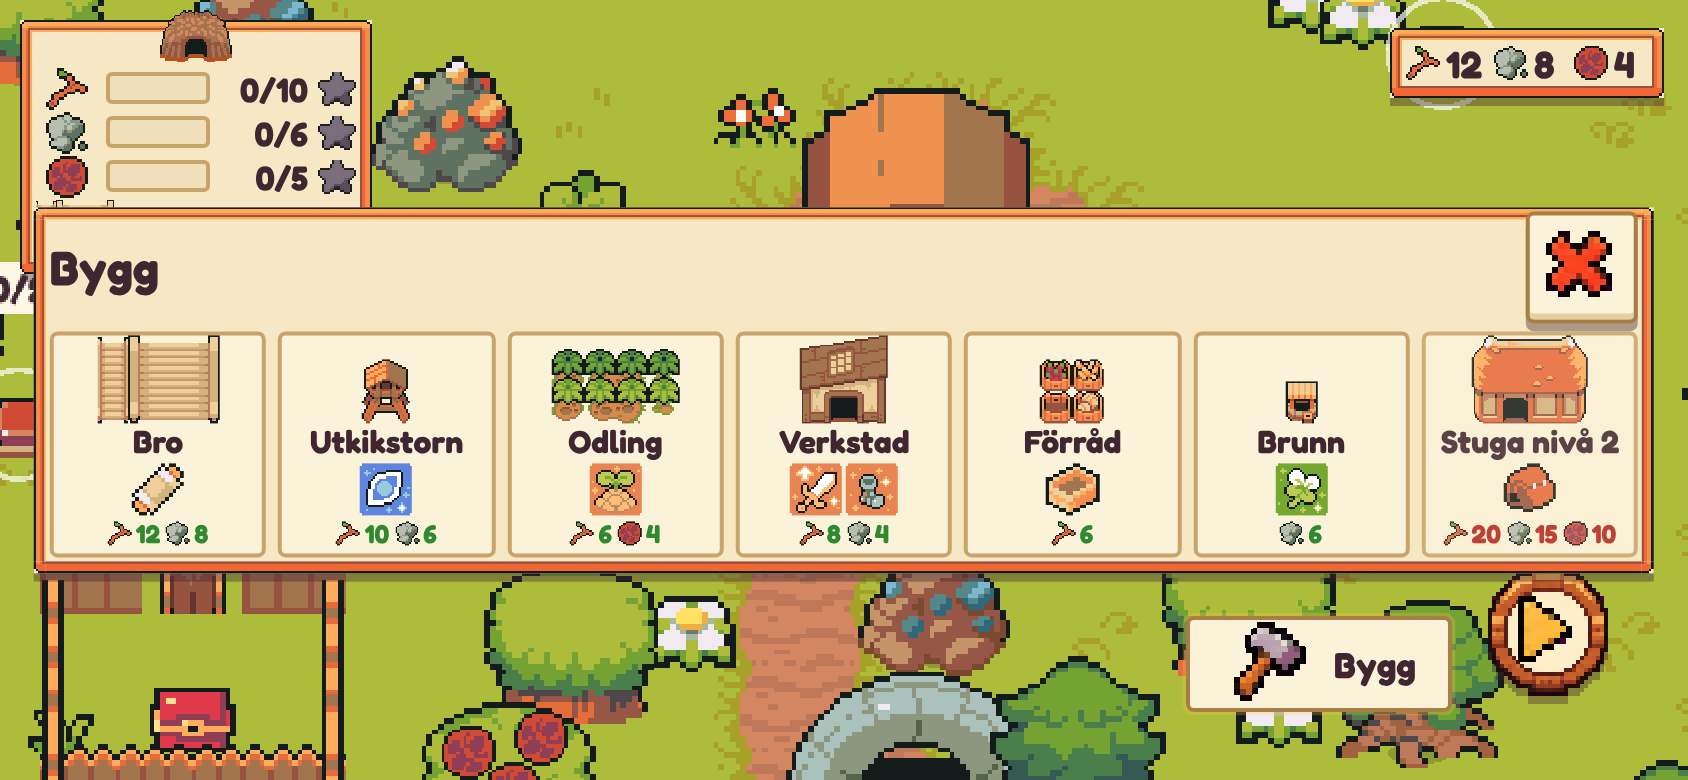 0/10
0/6
0/5
12 8 4
Bygg
Bro
12 8
Utkikstorn
10 6
Odling
6 4
Verkstad
8 4
Förråd
6
Brunn
6
Stuga nivå 2
20 15 10
Bygg